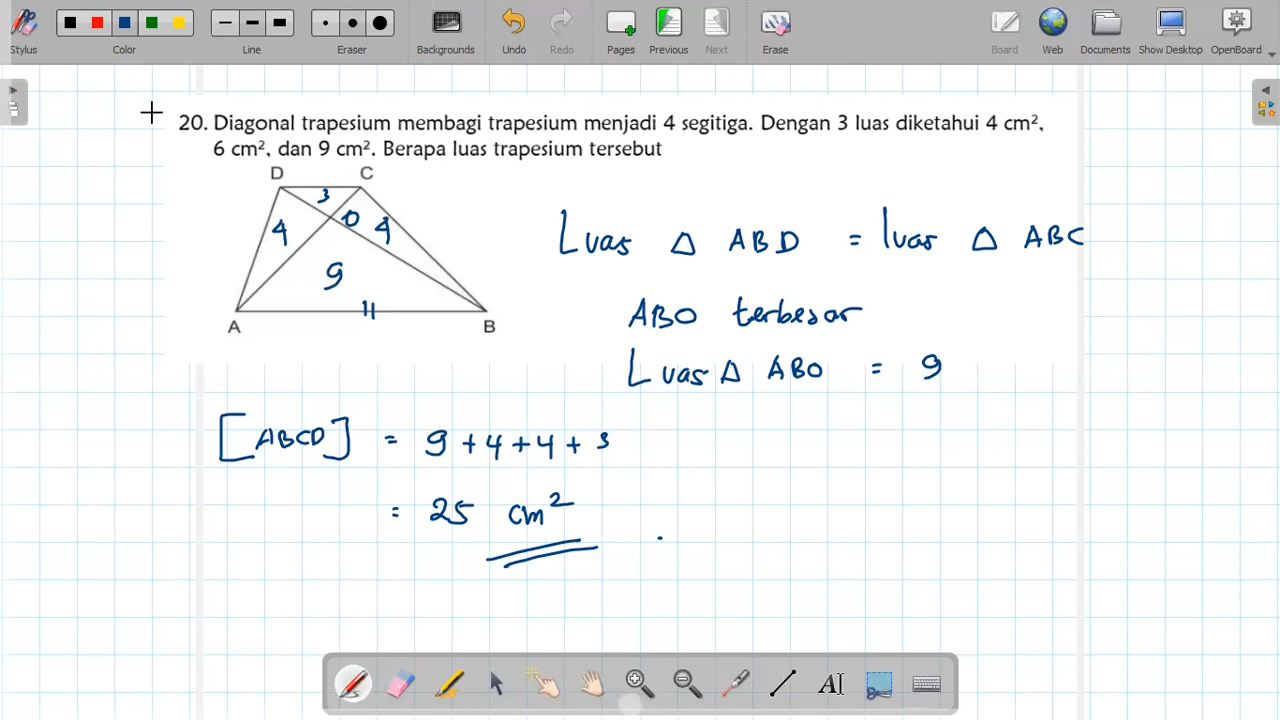 Stylus
Color
Line
Eraser
Backgrounds
Undo
Redo
Pages
Previous
Next
Erase
Board
Web
Documents
Show Desktop
OpenBoard
20. Diagonal trapesium membagi trapesium menjadi 4 segitiga. Dengan 3 luas diketahui 4 cm²,
6 cm², dan 9 cm². Berapa luas trapesium tersebut
D C
3
4 O 4
9
A B
Luas △ ABD = luas △ ABC
ABO terbesar
Luas △ ABO = 9
[ABCD] = 9 + 4 + 4 + 3
= 25 cm²